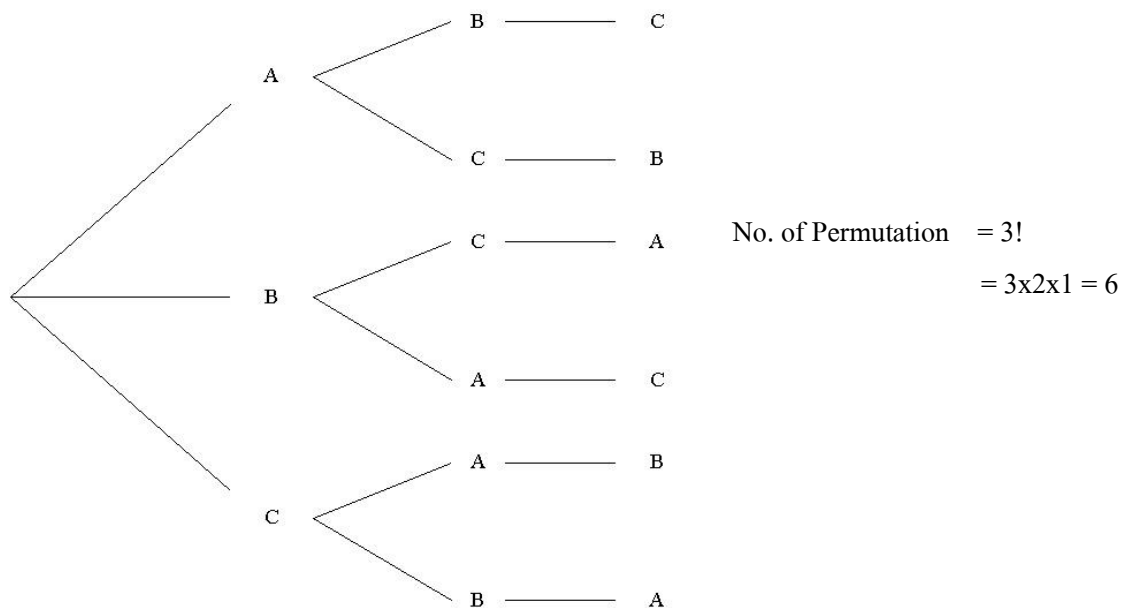 B C
A
C B
C A
B
A C
A B
C
B A
No. of Permutation = 3!
= 3x2x1 = 6